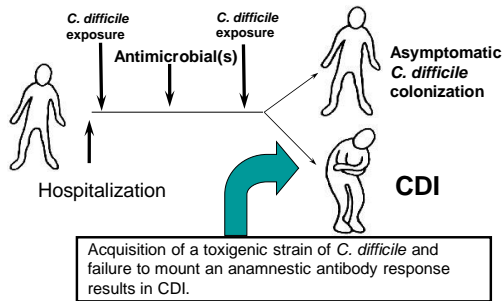 C. difficile
exposure
C. difficile
exposure
Antimicrobial(s)
Asymptomatic
C. difficile
colonization
Hospitalization
CDI
Acquisition of a toxigenic strain of C. difficile and
failure to mount an anamnestic antibody response
results in CDI.